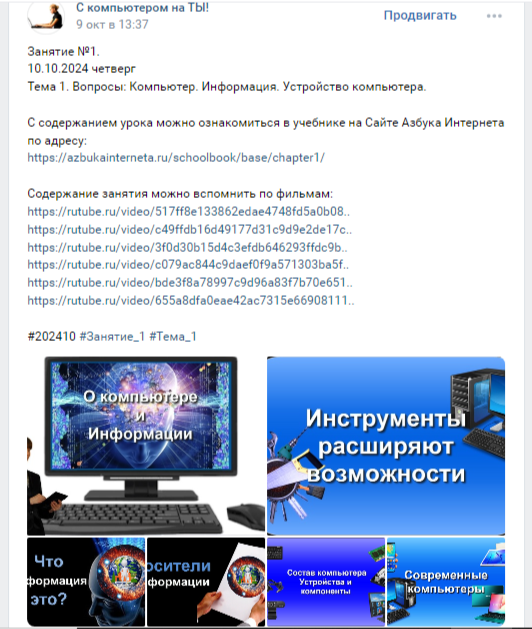 С компьютером на ТЫ!
9 окт в 13:37
Продвигать
Занятие №1.
10.10.2024 четверг
Тема 1. Вопросы: Компьютер. Информация. Устройство компьютера.
С содержанием урока можно ознакомиться в учебнике на Сайте Азбука Интернета
по адресу:
https://azbukainterneta.ru/schoolbook/base/chapter1/
Содержание занятия можно вспомнить по фильмам:
https://rutube.ru/video/517ff8e133862edae4748fd5a0b08..
https://rutube.ru/video/c49ffdb16d49177d31c9d9e2de17c..
https://rutube.ru/video/3f0d30b15d4c3efdb646293ffdc9b..
https://rutube.ru/video/c079ac844c9daef0f9a571303ba5f..
https://rutube.ru/video/bde3f8a78997c9d96a83f7b70e651..
https://rutube.ru/video/655a8dfa0eae42ac7315e66908111..
#202410 #Занятие_1 #Тема_1
О компьютере
и
Информации
Инструменты
расширяют
возможности
Что
формация
это?
осители
формации
Состав компьютера
Устройства и
компоненты
Современные
компьютеры